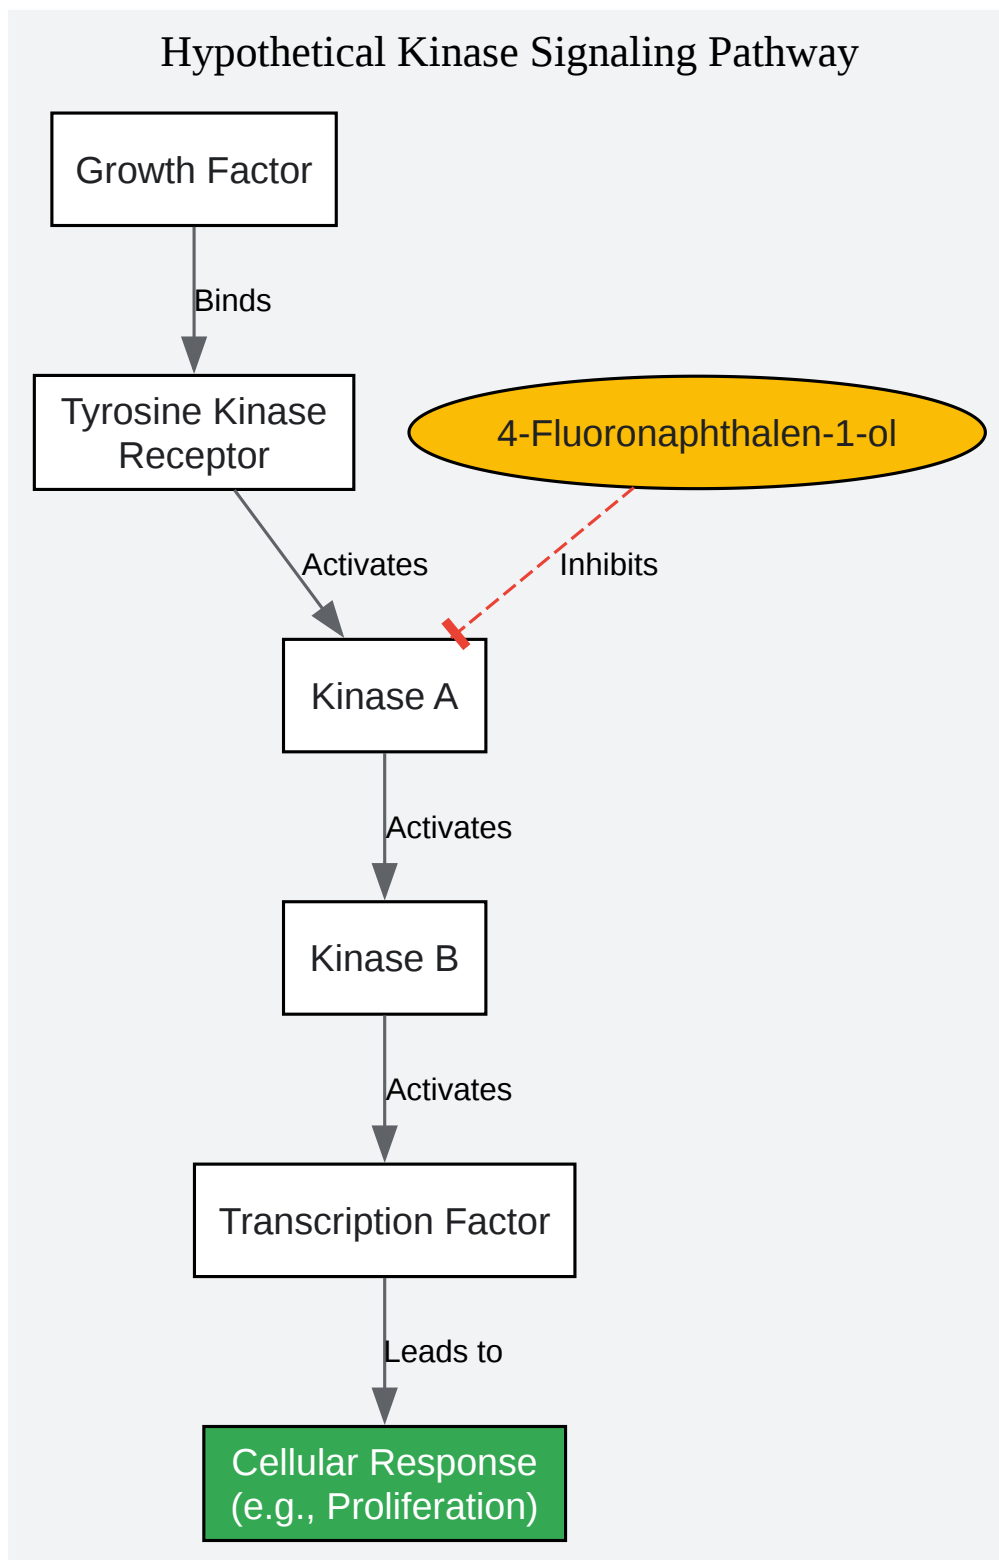 Hypothetical Kinase Signaling Pathway
Growth Factor
Binds
Tyrosine Kinase
Receptor
4-Fluoronaphthalen-1-ol
Activates
Inhibits
Kinase A
Activates
Kinase B
Activates
Transcription Factor
Leads to
Cellular Response
(e.g., Proliferation)